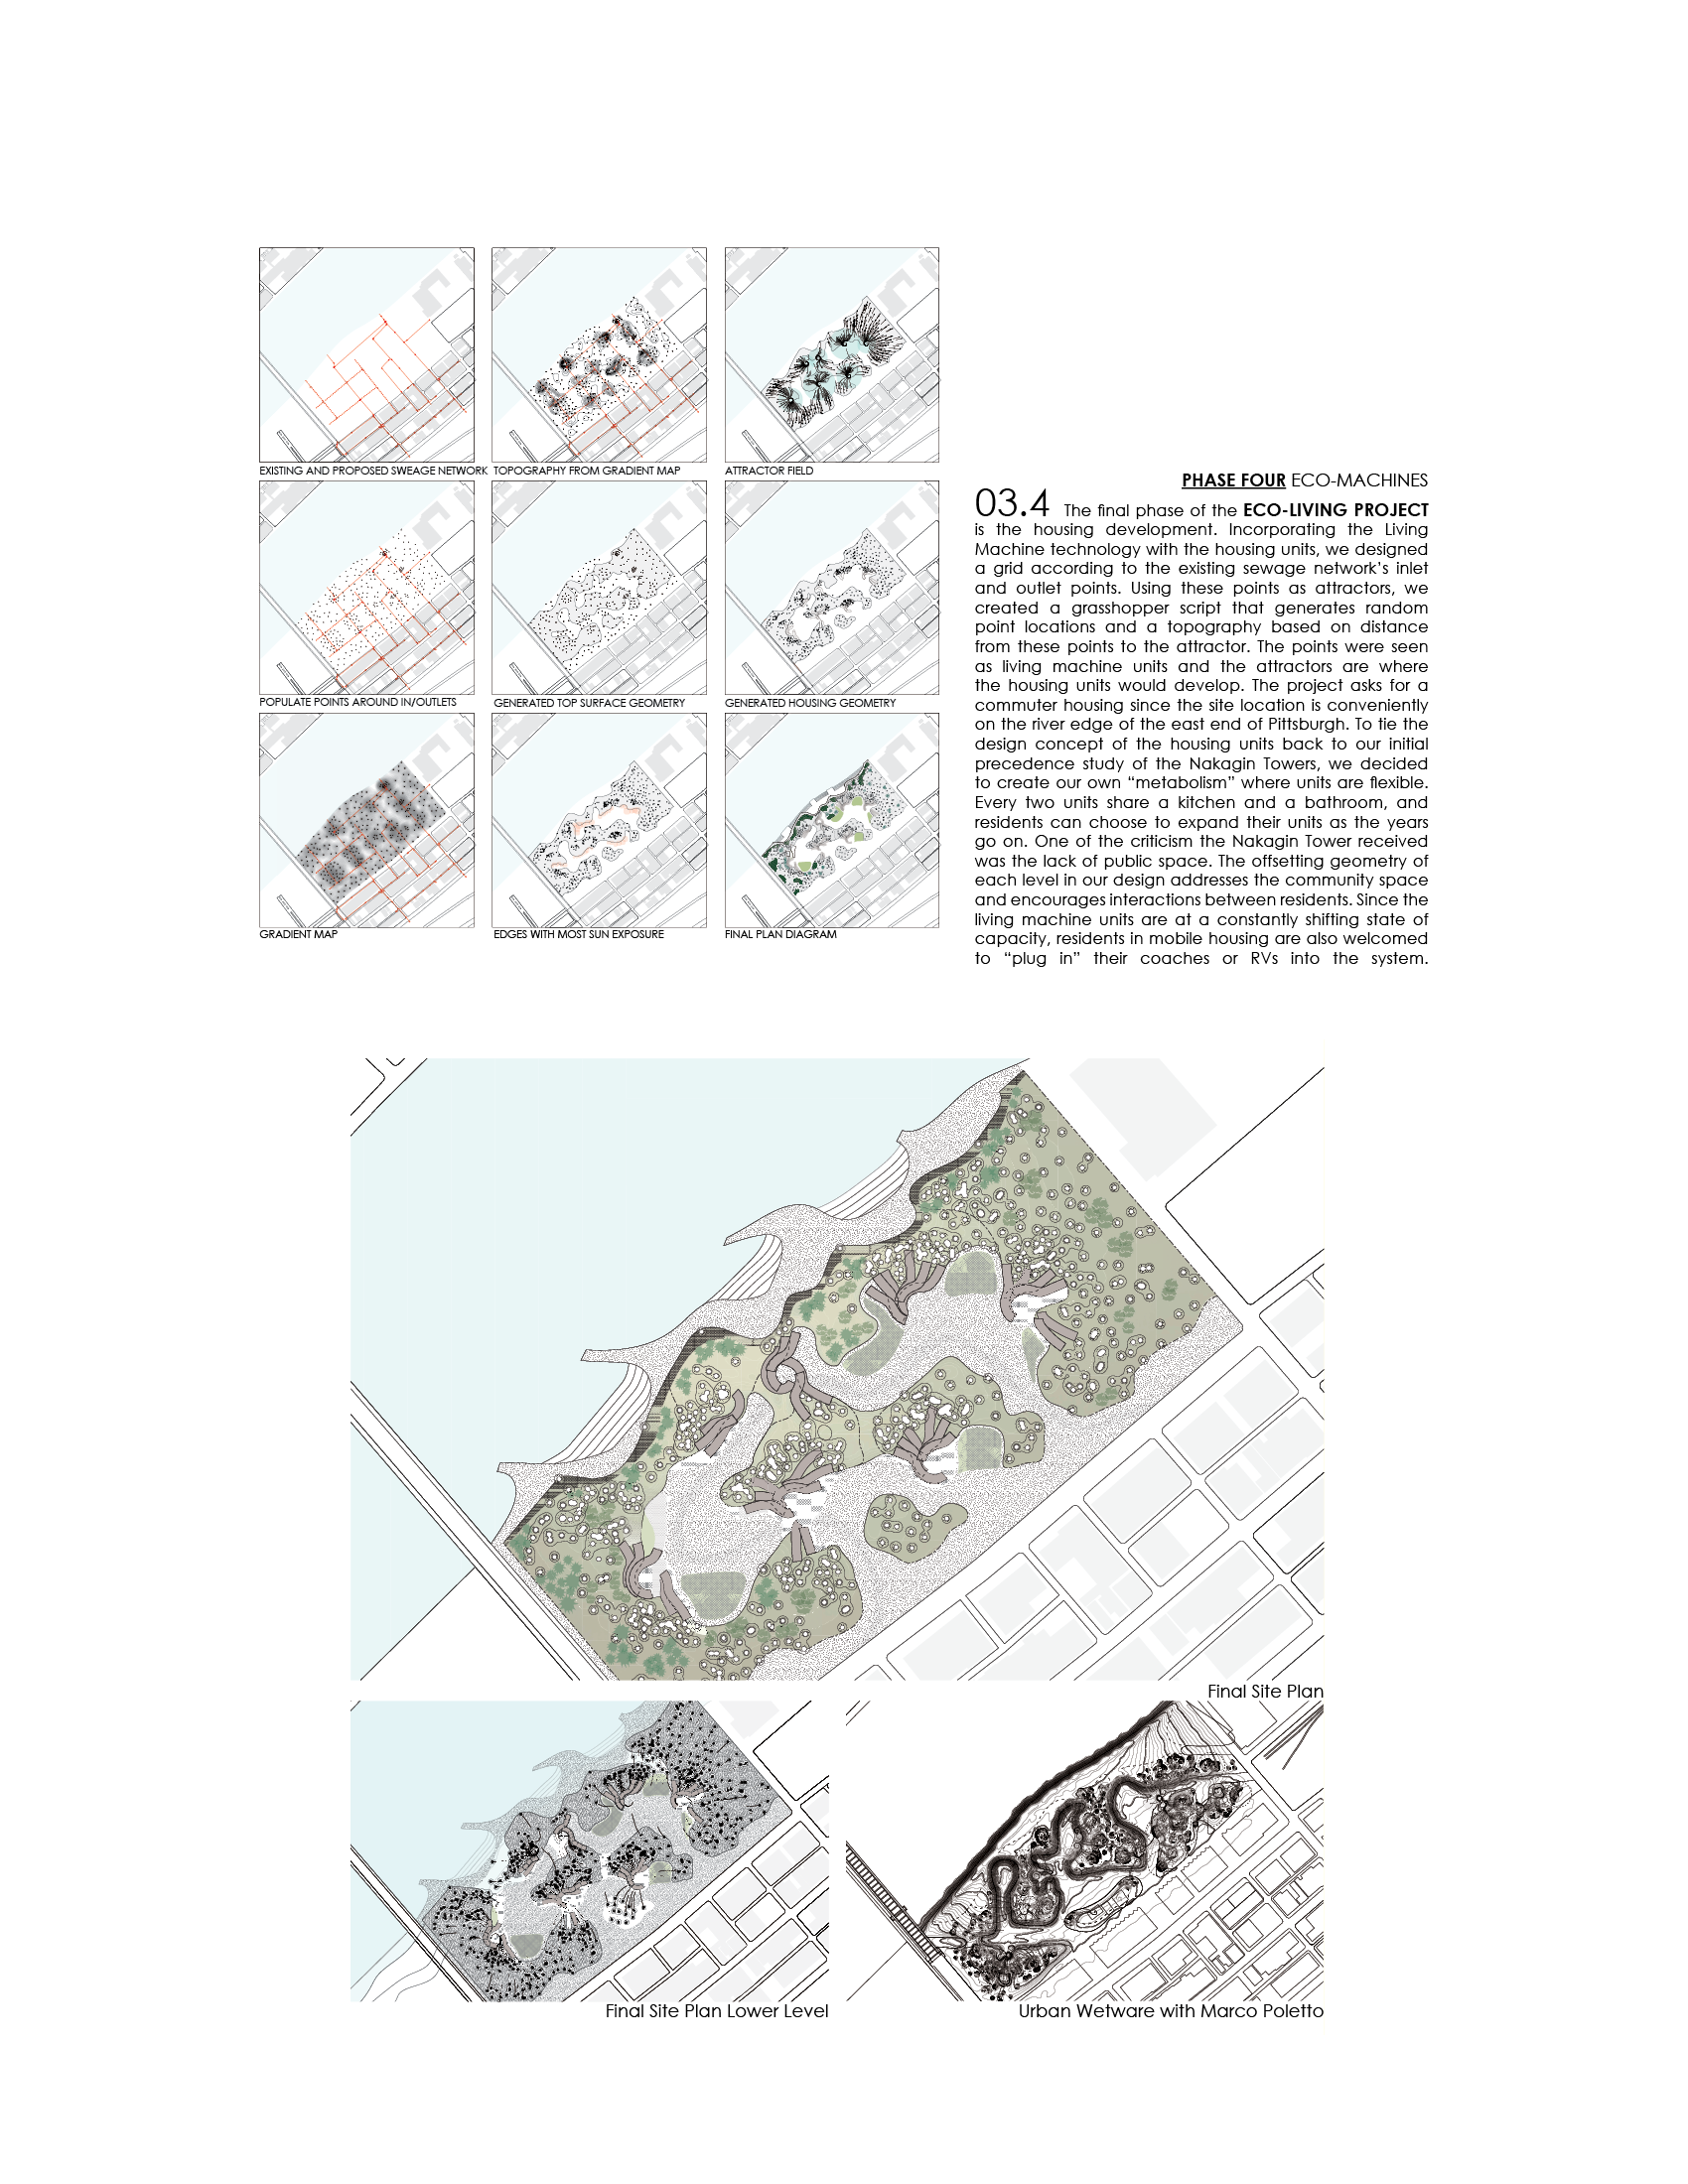 EXISTING AND PROPOSED SWEAGE NETWORK
TOPOGRAPHY FROM GRADIENT MAP
ATTRACTOR FIELD
POPULATE POINTS AROUND IN/OUTLETS
GENERATED TOP SURFACE GEOMETRY
GENERATED HOUSING GEOMETRY
GRADIENT MAP
EDGES WITH MOST SUN EXPOSURE
FINAL PLAN DIAGRAM
PHASE FOUR ECO-MACHINES
03.4 The final phase of the ECO-LIVING PROJECT
is the housing development. Incorporating the Living
Machine technology with the housing units, we designed
a grid according to the existing sewage network's inlet
and outlet points. Using these points as attractors, we
created a grasshopper script that generates random
point locations and a topography based on distance
from these points to the attractor. The points were seen
as living machine units and the attractors are where
the housing units would develop. The project asks for a
commuter housing since the site location is conveniently
on the river edge of the east end of Pittsburgh. To tie the
design concept of the housing units back to our initial
precedence study of the Nakagin Towers, we decided
to create our own “metabolism” where units are flexible.
Every two units share a kitchen and a bathroom, and
residents can choose to expand their units as the years
go on. One of the criticism the Nakagin Tower received
was the lack of public space. The offsetting geometry of
each level in our design addresses the community space
and encourages interactions between residents. Since the
living machine units are at a constantly shifting state of
capacity, residents in mobile housing are also welcomed
to “plug in” their coaches or RVs into the system.
Final Site Plan
Final Site Plan Lower Level
Urban Wetware with Marco Poletto